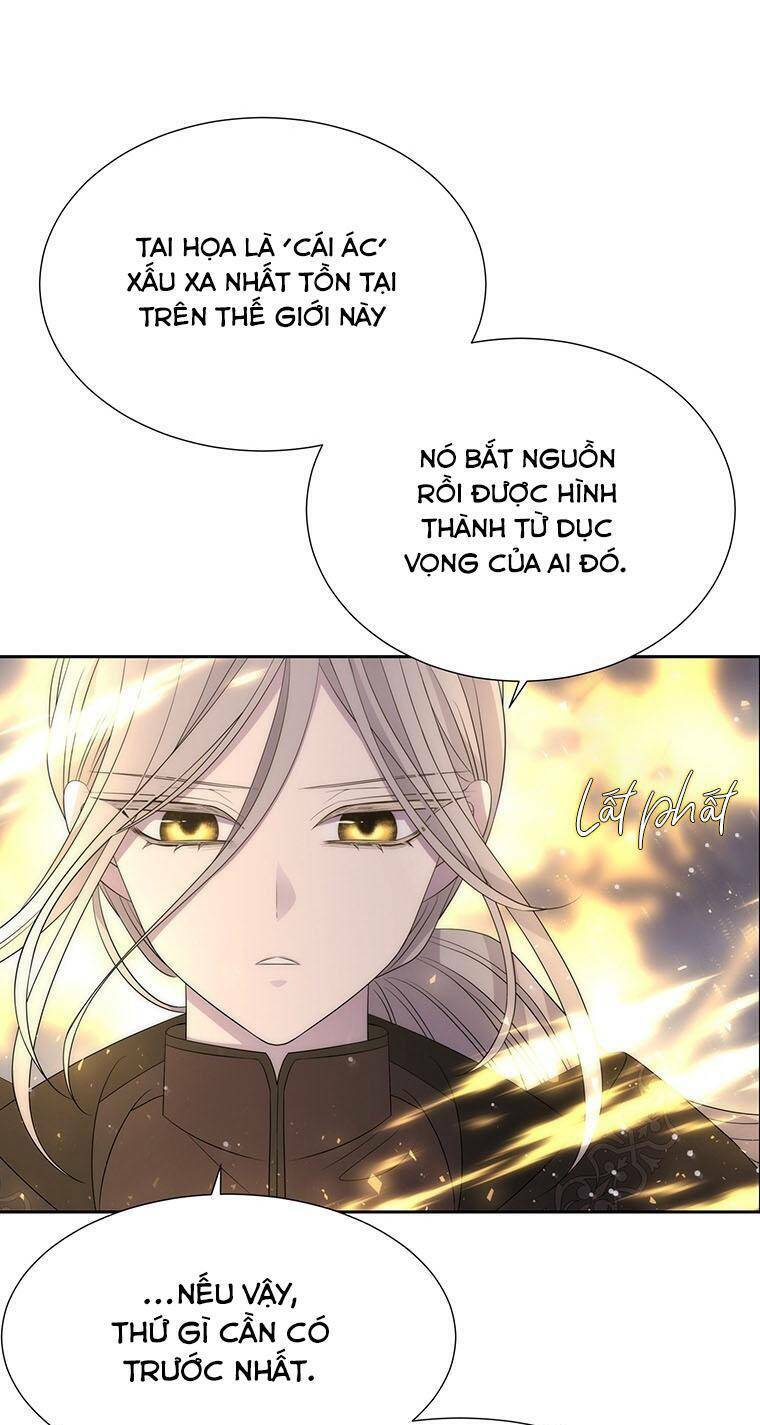 TAI HỌA LÀ 'CÁI ÁC'
XẤU XA NHẤT TỒN TẠI
TRÊN THẾ GIỚI NÀY
NÓ BẮT NGUỒN
RỒI ĐƯỢC HÌNH
THÀNH TỪ DỤC
VỌNG CỦA AI ĐÓ.
Lất phất
...NẾU VẬY,
THỨ GÌ CẦN CÓ
TRƯỚC NHẤT.